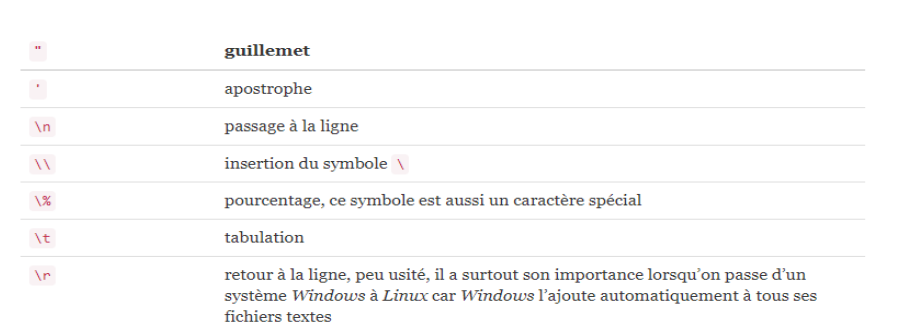 " guillemet
' apostrophe
\n passage à la ligne
\\ insertion du symbole \
\% pourcentage, ce symbole est aussi un caractère spécial
\t tabulation
\r retour à la ligne, peu usité, il a surtout son importance lorsqu’on passe d’un
système Windows à Linux car Windows l’ajoute automatiquement à tous ses
fichiers textes